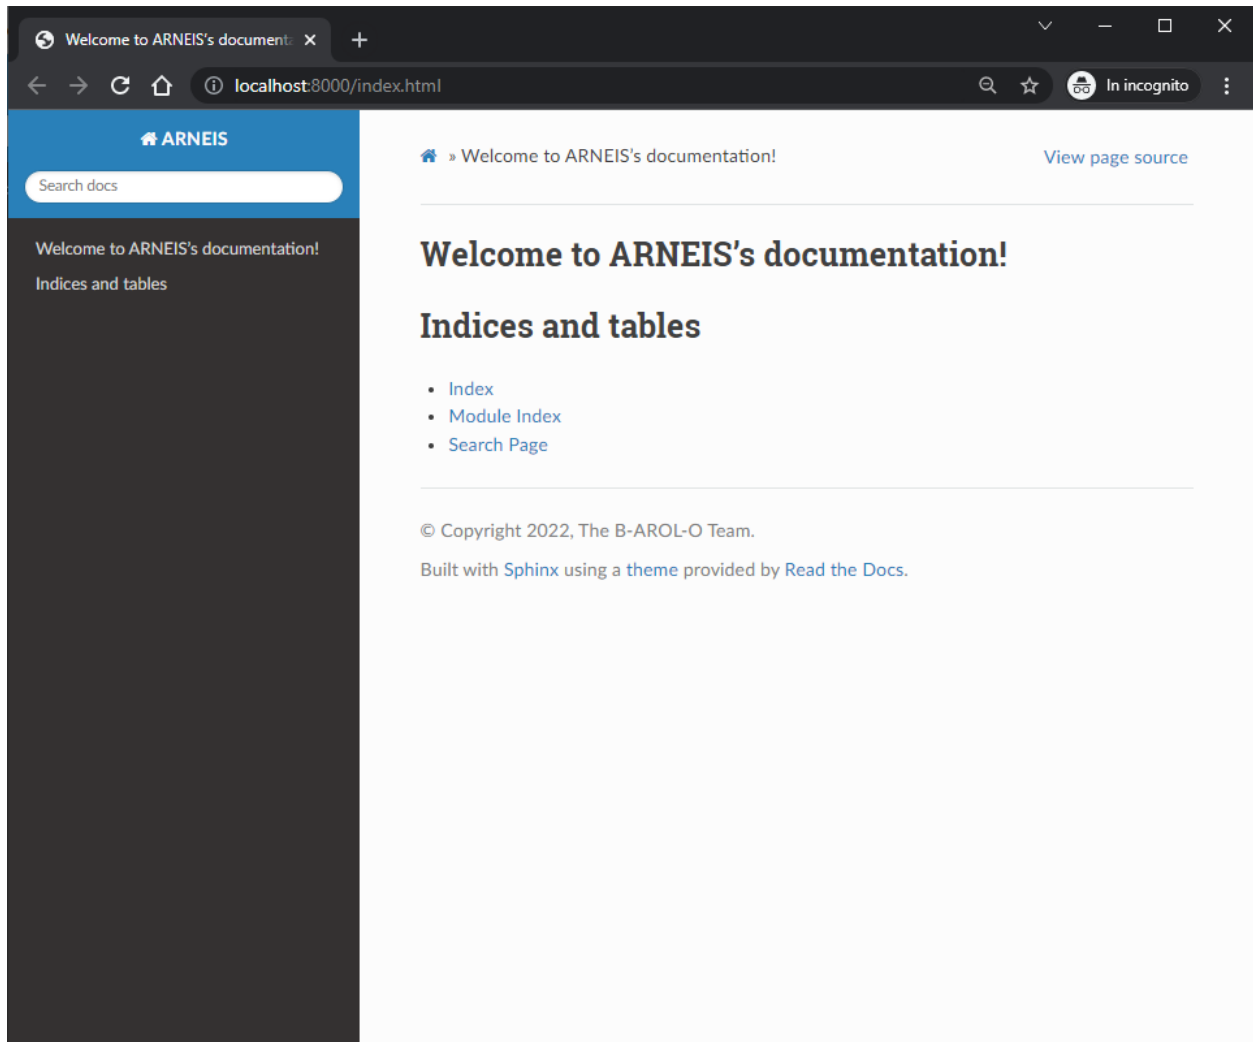 Welcome to ARNEIS's document
localhost:8000/index.html
In incognito
ARNEIS
Search docs
Welcome to ARNEIS's documentation!
Indices and tables
» Welcome to ARNEIS's documentation!
View page source
Welcome to ARNEIS's documentation!
Indices and tables
• Index
• Module Index
• Search Page
© Copyright 2022, The B-AROL-O Team.
Built with Sphinx using a theme provided by Read the Docs.